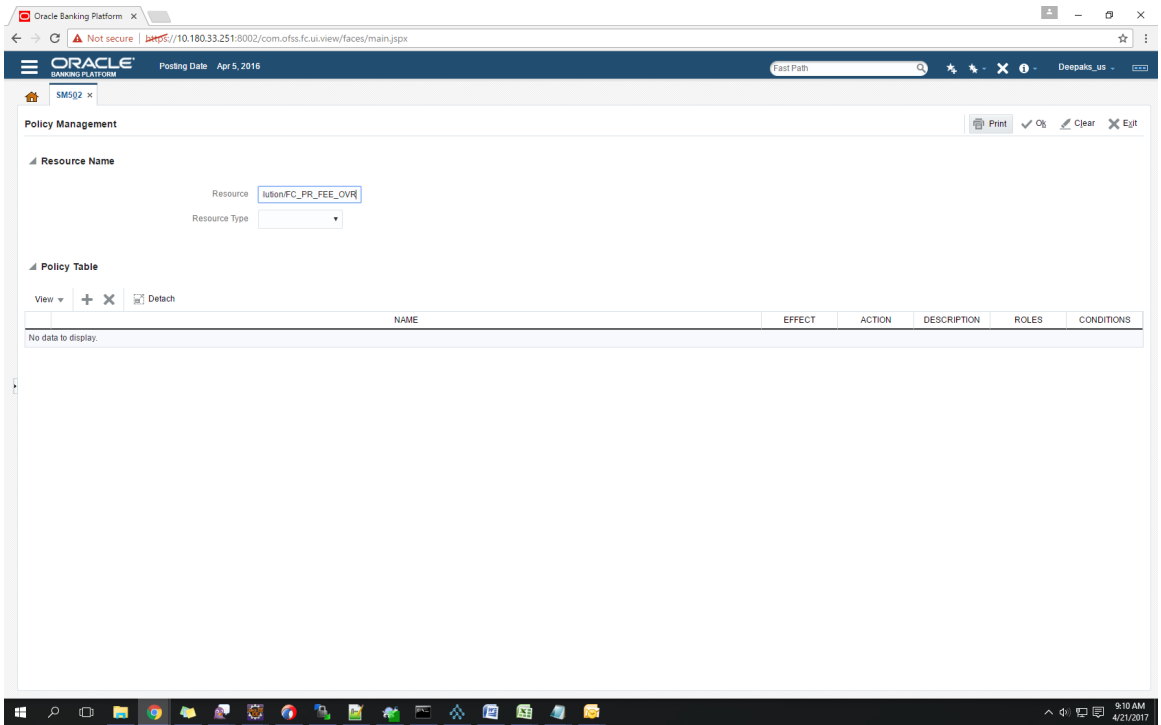 Oracle Banking Platform
Not secure https://10.180.33.251:8002/com.ofss.fc.ui.view/faces/main.jspx
ORACLE
BANKING PLATFORM
Posting Date Apr 5, 2016
Fast Path
Deepaks_us
SM502
Policy Management
Print Ok Clear Exit
Resource Name
Resource lution/FC_PR_FEE_OVR
Resource Type
Policy Table
View Detach
NAME EFFECT ACTION DESCRIPTION ROLES CONDITIONS
No data to display.
9:10 AM
4/21/2017